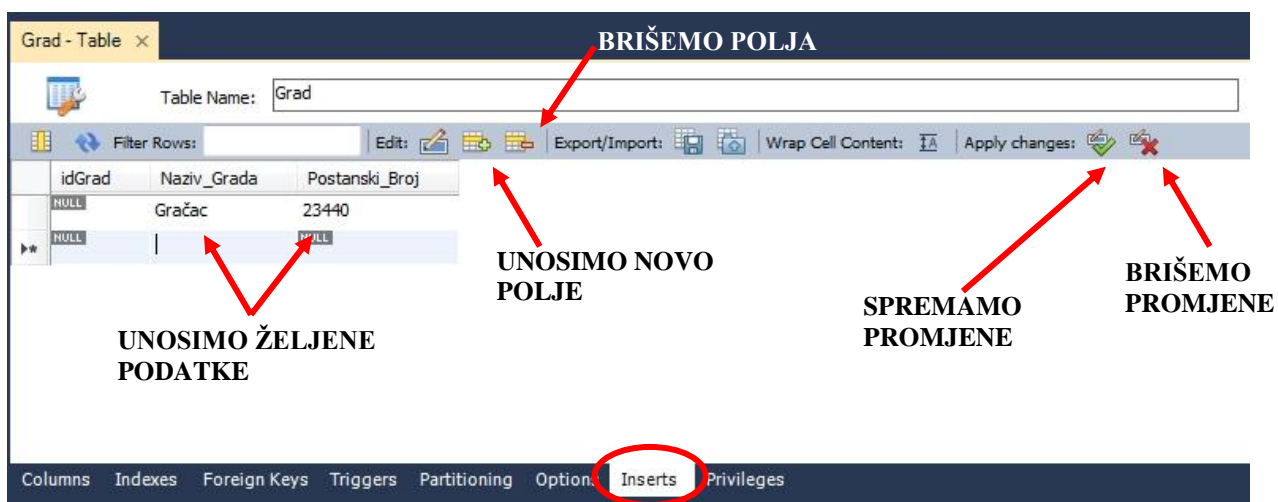 Grad - Table
BRIŠEMO POLJA
Table Name: Grad
Filter Rows: Edit: Export/Import: Wrap Cell Content: Apply changes:
idGrad Naziv_Grada Postanski_Broj
NULL Gračac 23440
NULL NULL
UNOSIMO NOVO
POLJE
BRIŠEMO
PROMJENE
SPREMAMO
PROMJENE
UNOSIMO ŽELJENE
PODATKE
Columns Indexes Foreign Keys Triggers Partitioning Options Inserts Privileges